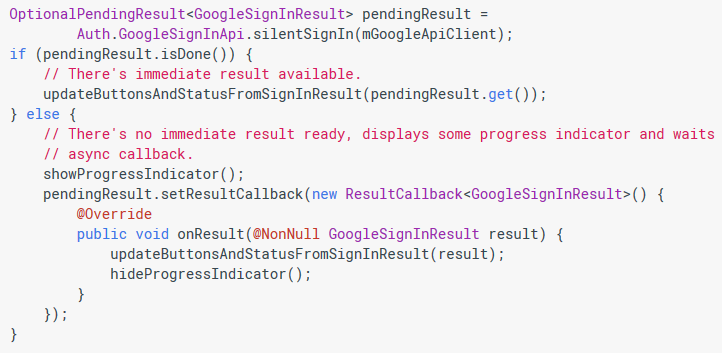 OptionalPendingResult<GoogleSignInResult> pendingResult =
        Auth.GoogleSignInApi.silentSignIn(mGoogleApiClient);
if (pendingResult.isDone()) {
    // There's immediate result available.
    updateButtonsAndStatusFromSignInResult(pendingResult.get());
} else {
    // There's no immediate result ready, displays some progress indicator and waits
    // async callback.
    showProgressIndicator();
    pendingResult.setResultCallback(new ResultCallback<GoogleSignInResult>() {
        @Override
        public void onResult(@NonNull GoogleSignInResult result) {
            updateButtonsAndStatusFromSignInResult(result);
            hideProgressIndicator();
        }
    });
}